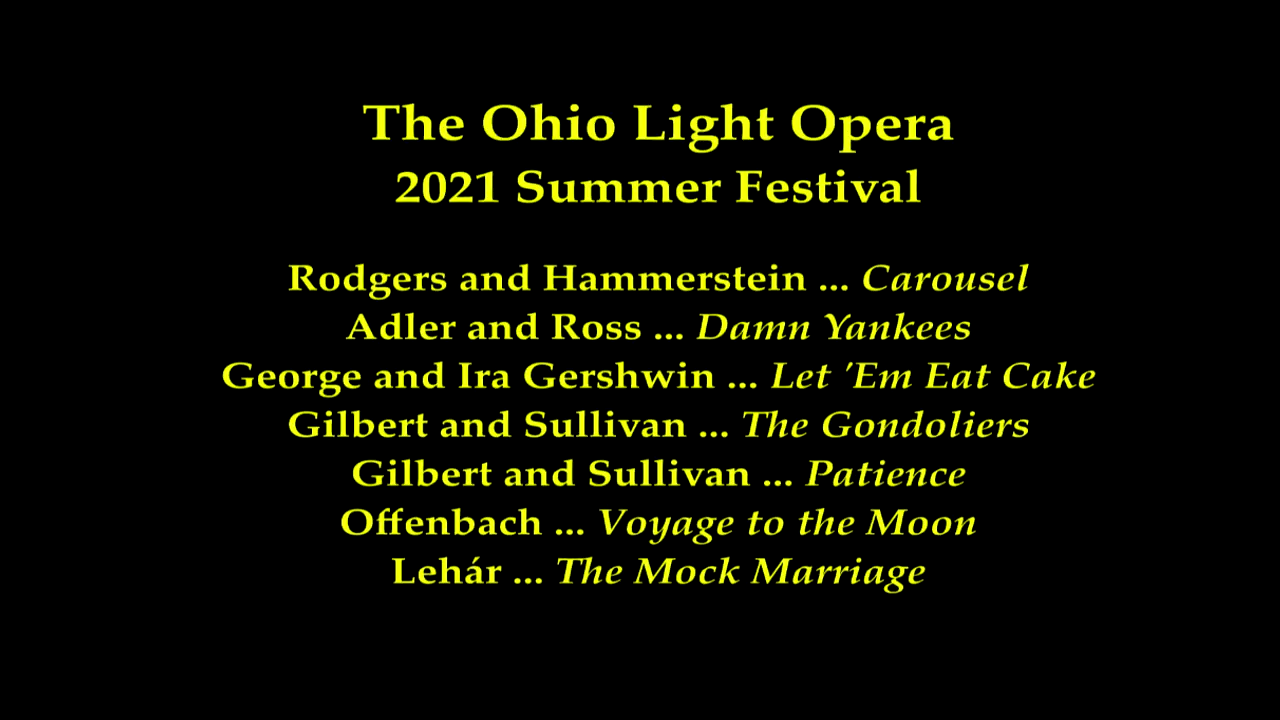 The Ohio Light Opera
2021 Summer Festival
Rodgers and Hammerstein ... Carousel
Adler and Ross ... Damn Yankees
George and Ira Gershwin ... Let ’Em Eat Cake
Gilbert and Sullivan ... The Gondoliers
Gilbert and Sullivan ... Patience
Offenbach ... Voyage to the Moon
Lehár ... The Mock Marriage